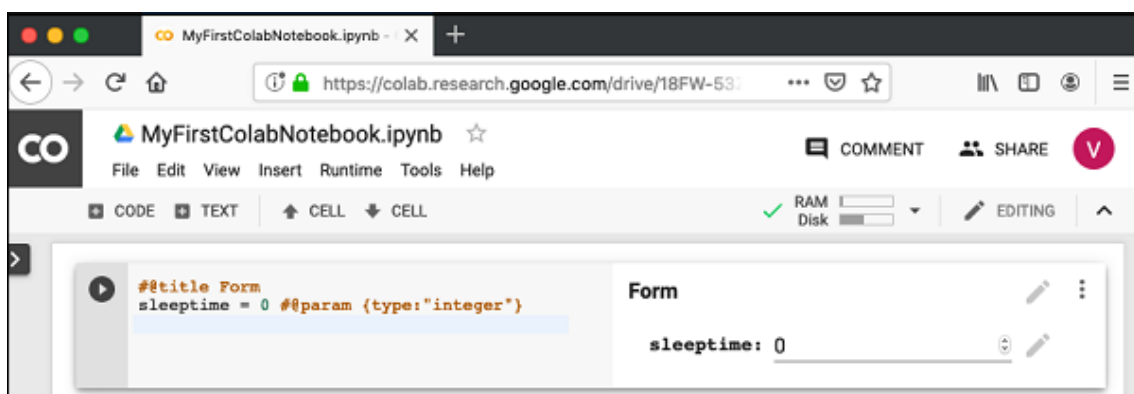 MyFirstColabNotebook.ipynb -
https://colab.research.google.com/drive/18FW-537
CO
MyFirstColabNotebook.ipynb
File Edit View Insert Runtime Tools Help
COMMENT
SHARE
V
CODE TEXT CELL CELL
RAM
Disk
EDITING
#@title Form
sleeptime = 0 #@param {type:"integer"}
Form
sleeptime: 0